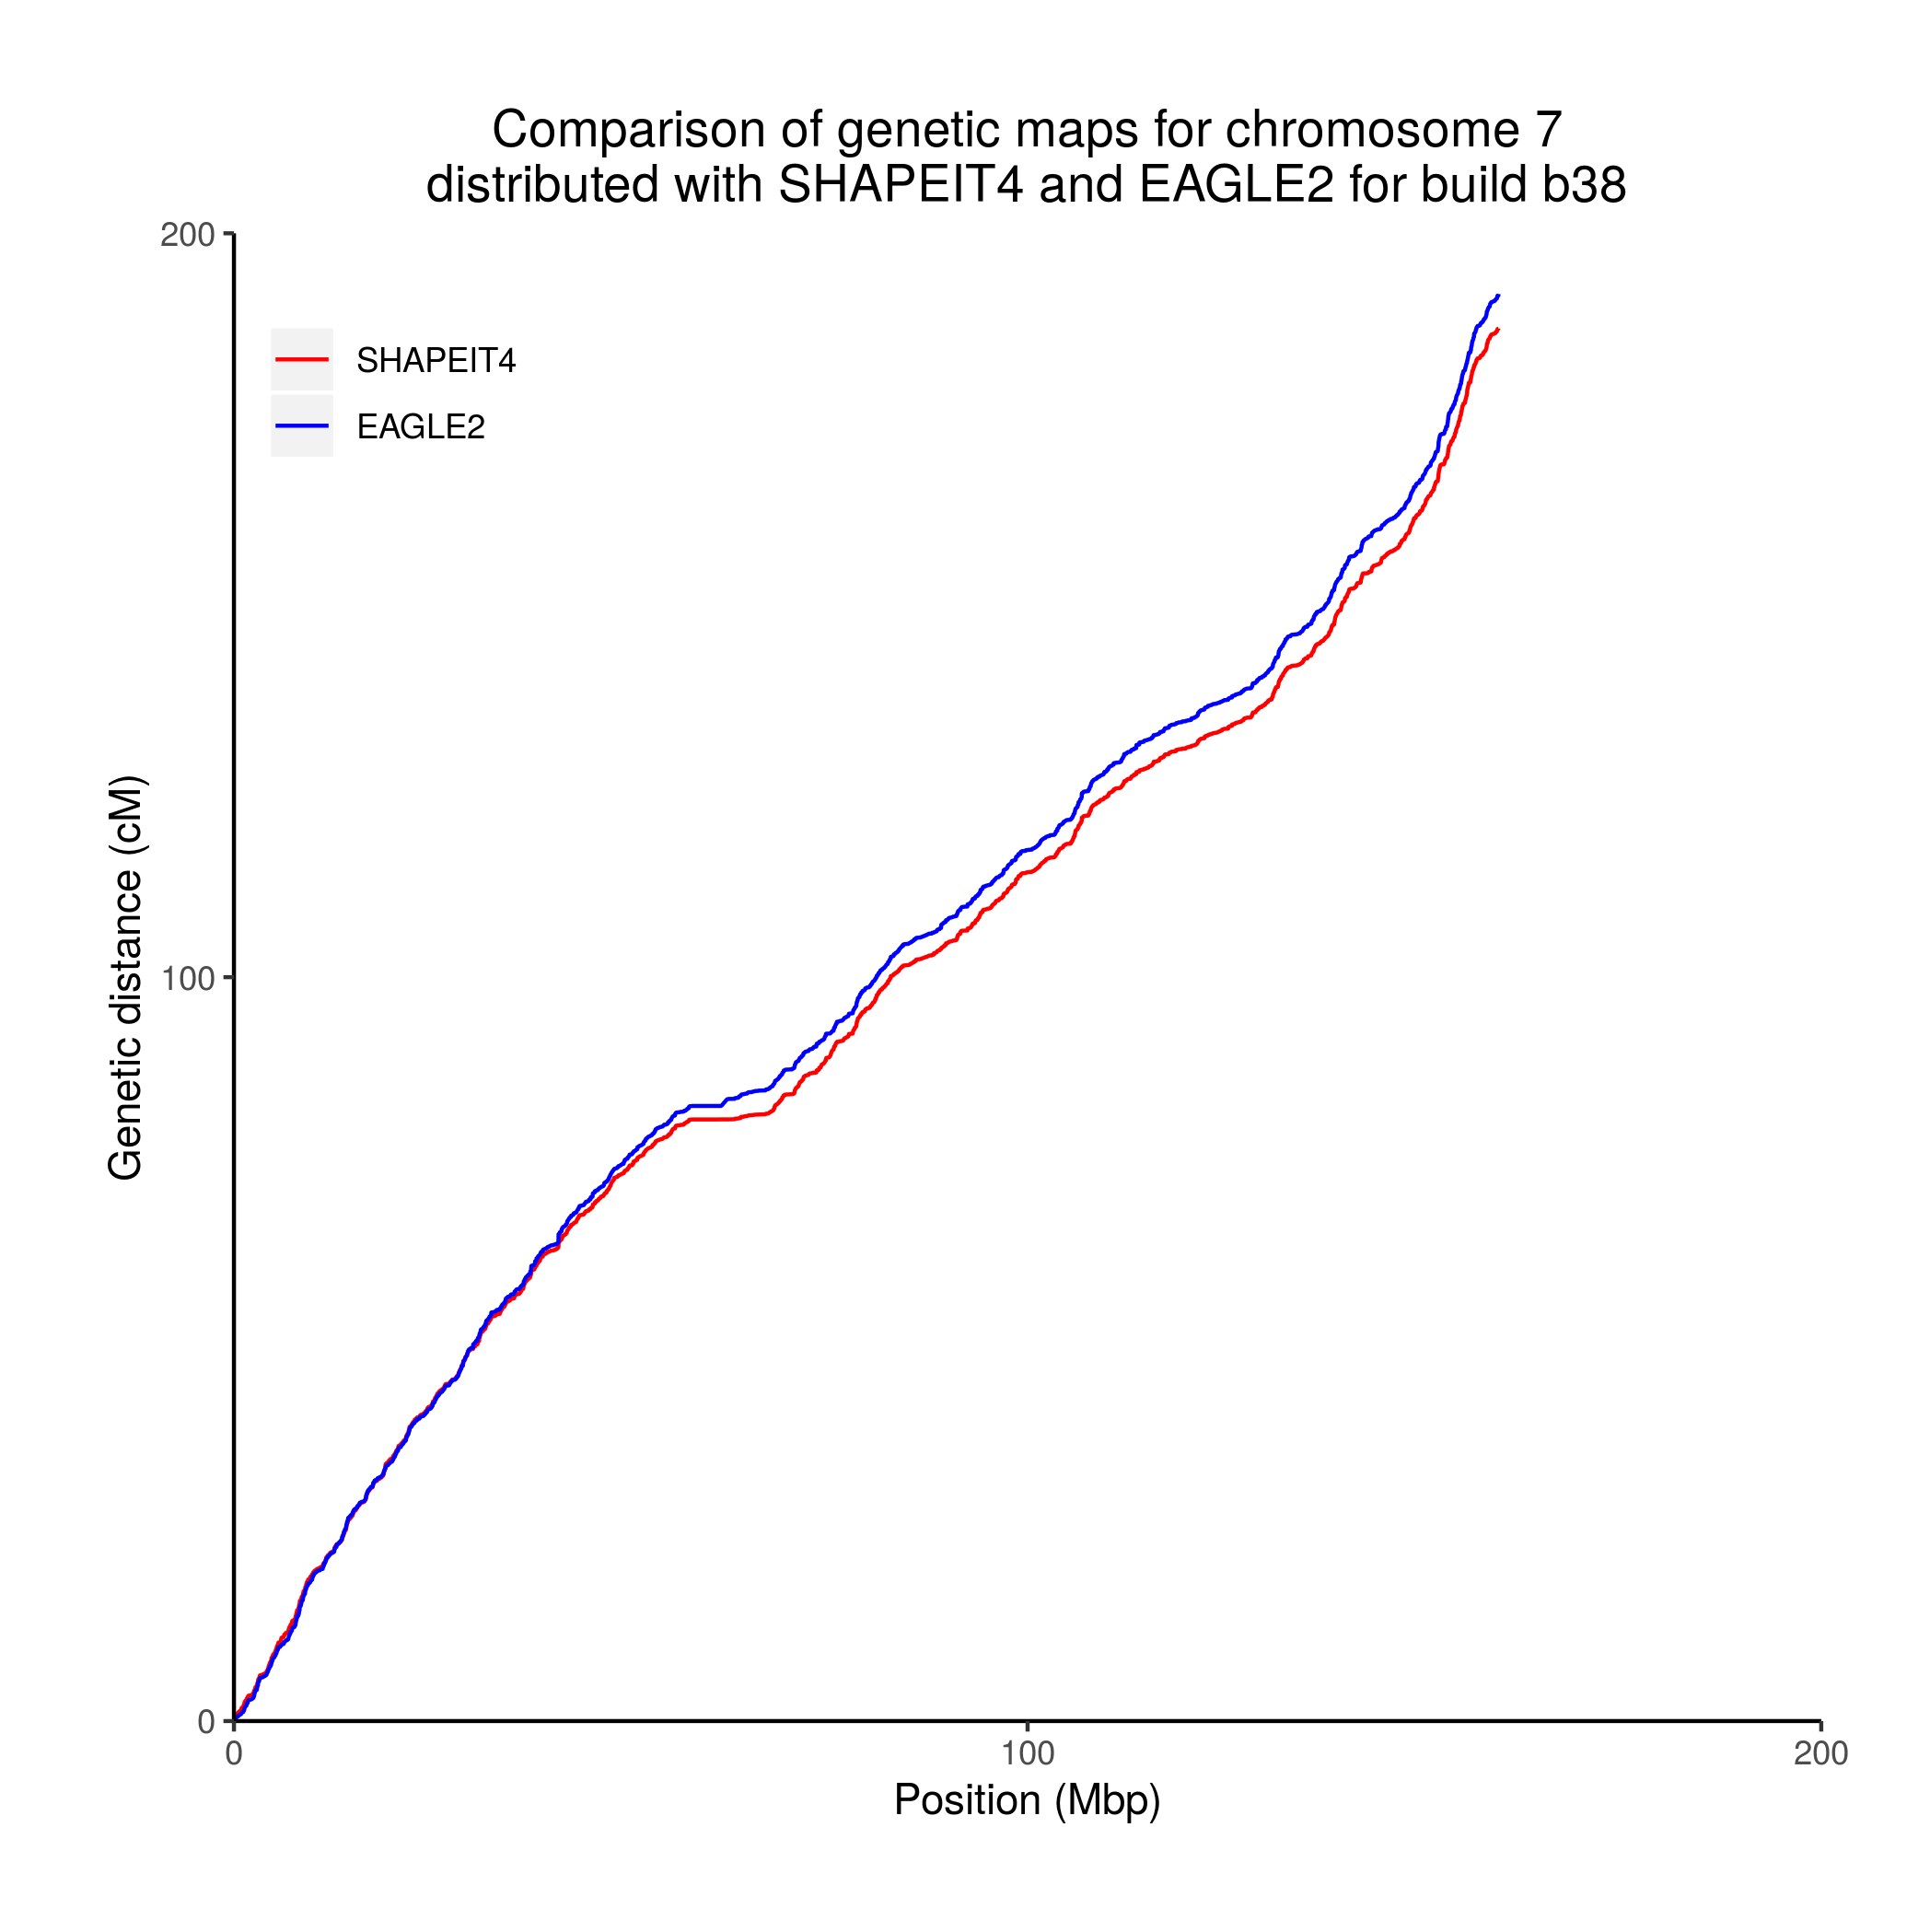 Comparison of genetic maps for chromosome 7
distributed with SHAPEIT4 and EAGLE2 for build b38
200
SHAPEIT4
EAGLE2
Genetic distance (cM)
100
0
0
100
200
Position (Mbp)